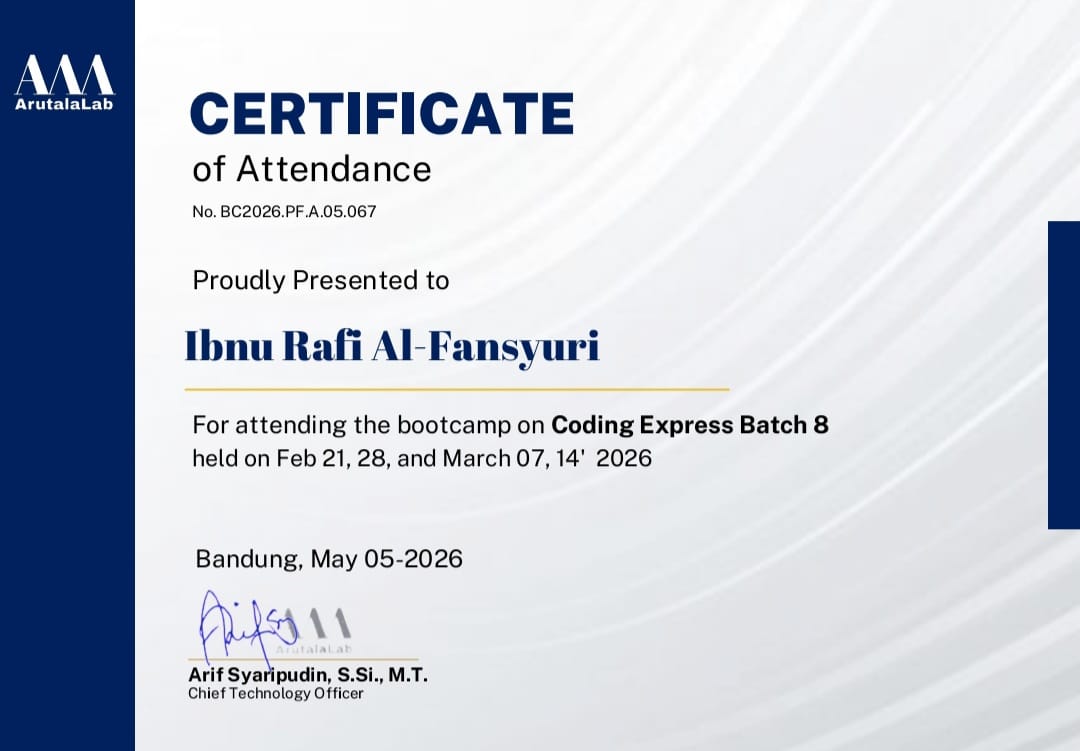 ArutalaLab
CERTIFICATE
of Attendance
No. BC2026.PF.A.05.067
Proudly Presented to
Ibnu Rafi Al-Fansyuri
For attending the bootcamp on Coding Express Batch 8
held on Feb 21, 28, and March 07, 14' 2026
Bandung, May 05-2026
ArutalaLab
Arif Syaripudin, S.Si., M.T.
Chief Technology Officer